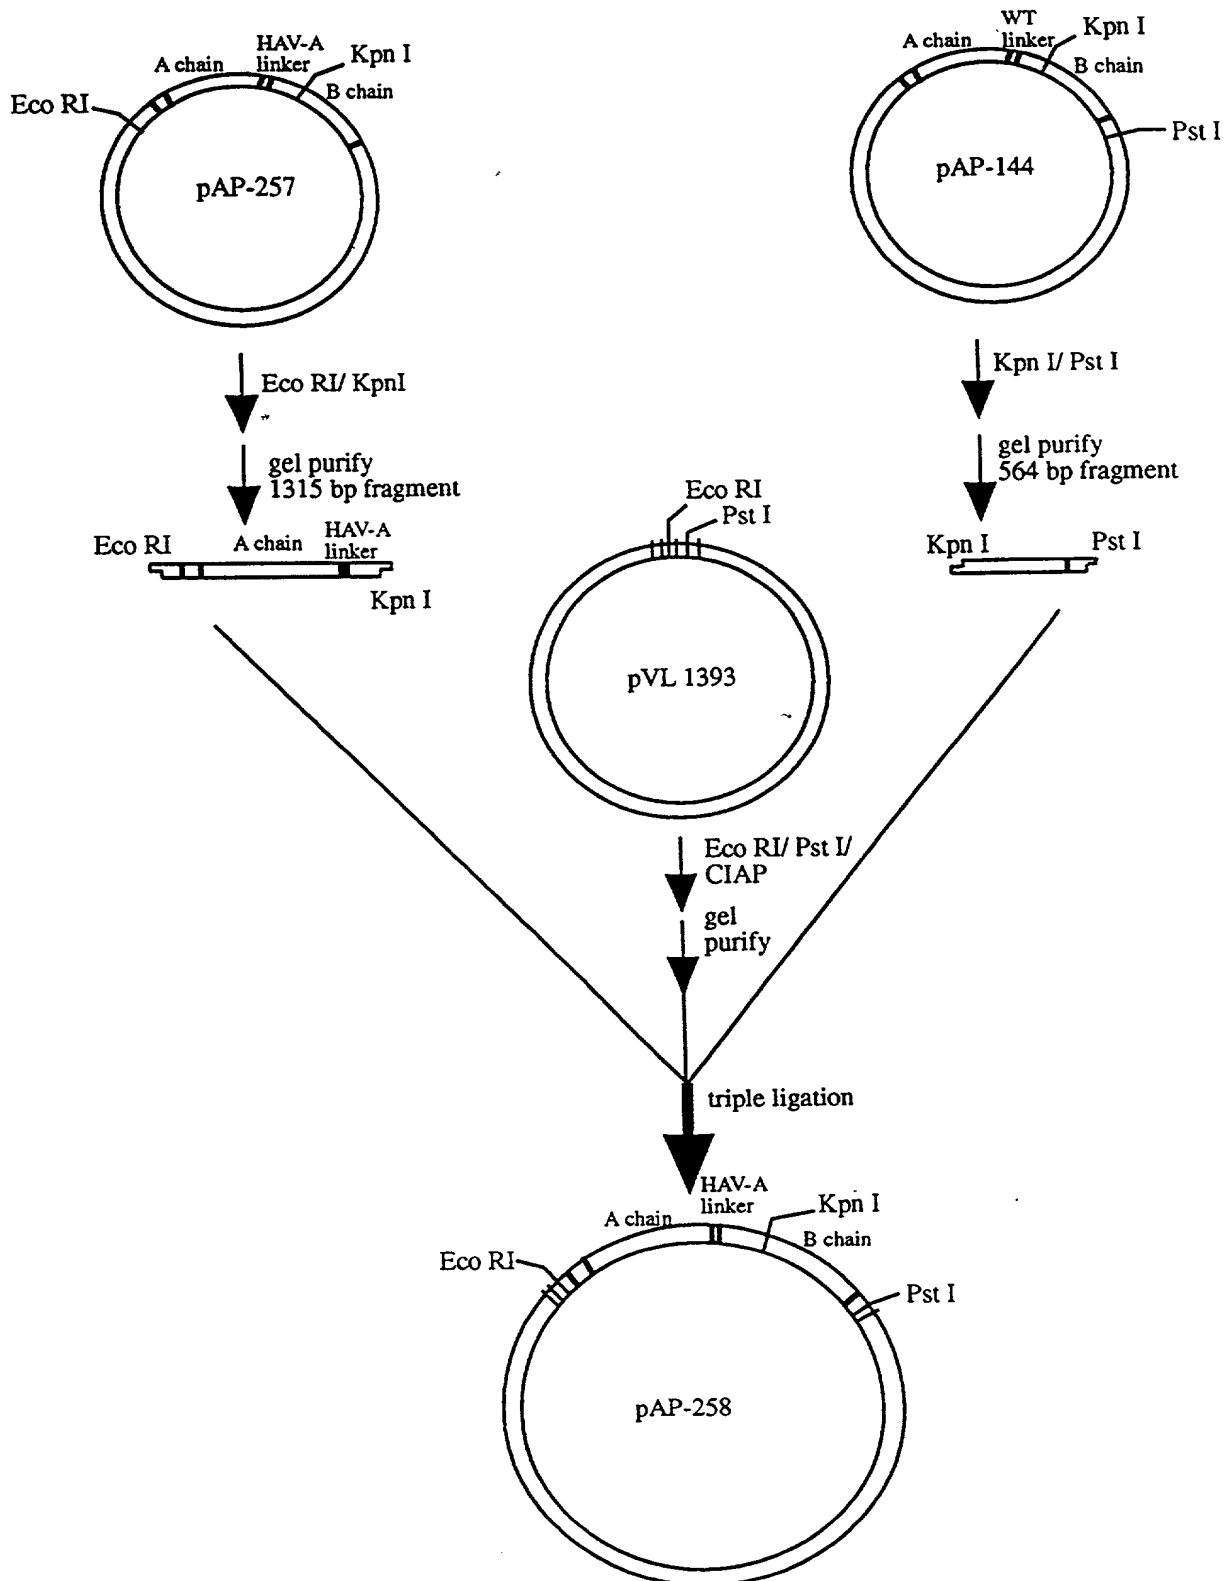 HAV-A
linker
Kpn I
A chain
B chain
Eco RI
pAP-257
WT
linker
Kpn I
A chain
B chain
Pst I
pAP-144
Eco RI/ KpnI
gel purify
1315 bp fragment
Kpn I/ Pst I
gel purify
564 bp fragment
Eco RI
A chain
HAV-A
linker
Kpn I
Kpn I
Pst I
Eco RI
Pst I
pVL 1393
Eco RI/ Pst I/
CIAP
gel
purify
triple ligation
HAV-A
linker
Kpn I
A chain
B chain
Eco RI
Pst I
pAP-258